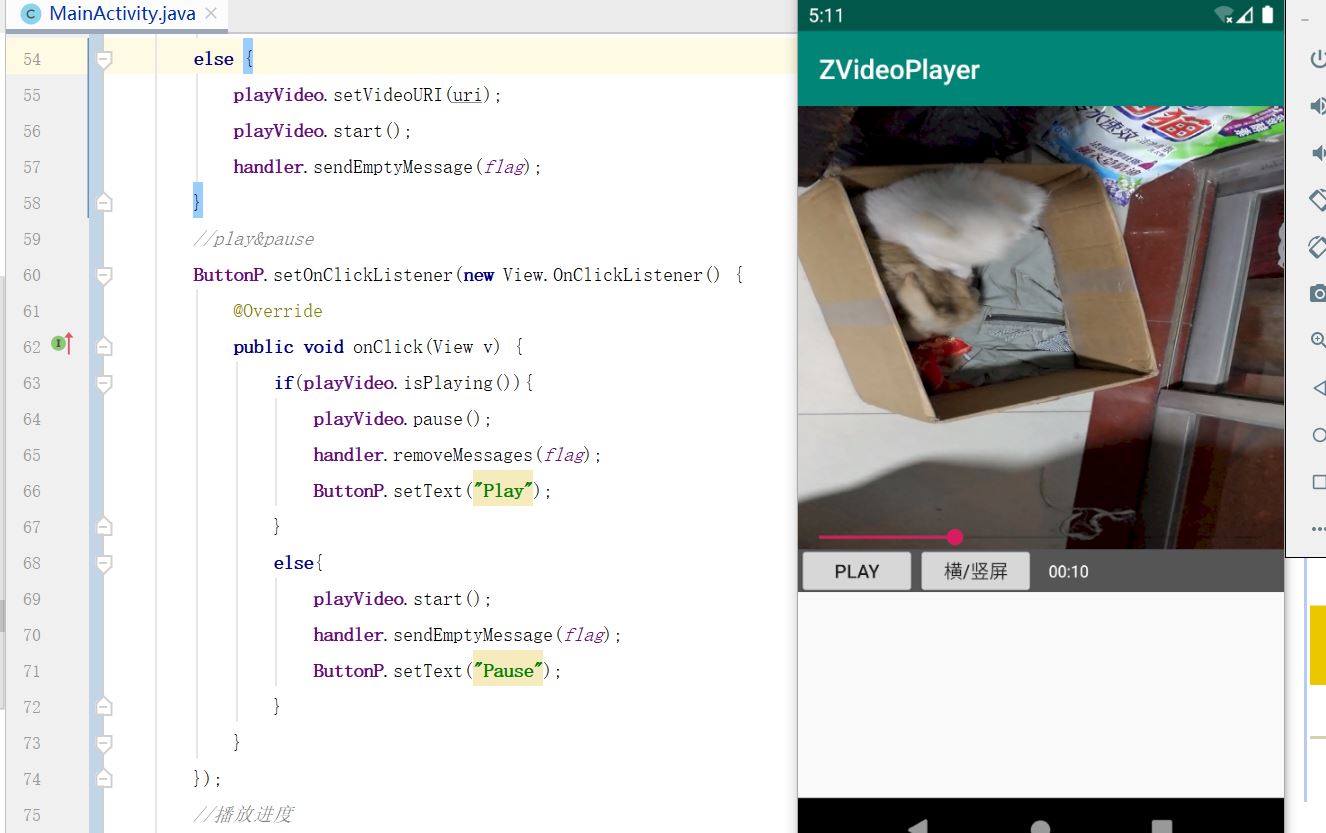 MainActivity.java
54 else {
55 playVideo.setVideoURI(uri);
56 playVideo.start();
57 handler.sendEmptyMessage(flag);
58 }
59 //play&pause
60 ButtonP.setOnClickListener(new View.OnClickListener() {
61 @Override
62 public void onClick(View v) {
63 if(playVideo.isPlaying()){
64 playVideo.pause();
65 handler.removeMessages(flag);
66 ButtonP.setText("Play");
67 }
68 else{
69 playVideo.start();
70 handler.sendEmptyMessage(flag);
71 ButtonP.setText("Pause");
72 }
73 }
74 });
75 //播放进度
5:11
ZVideoPlayer
猫
水速效
PLAY
横/竖屏
00:10